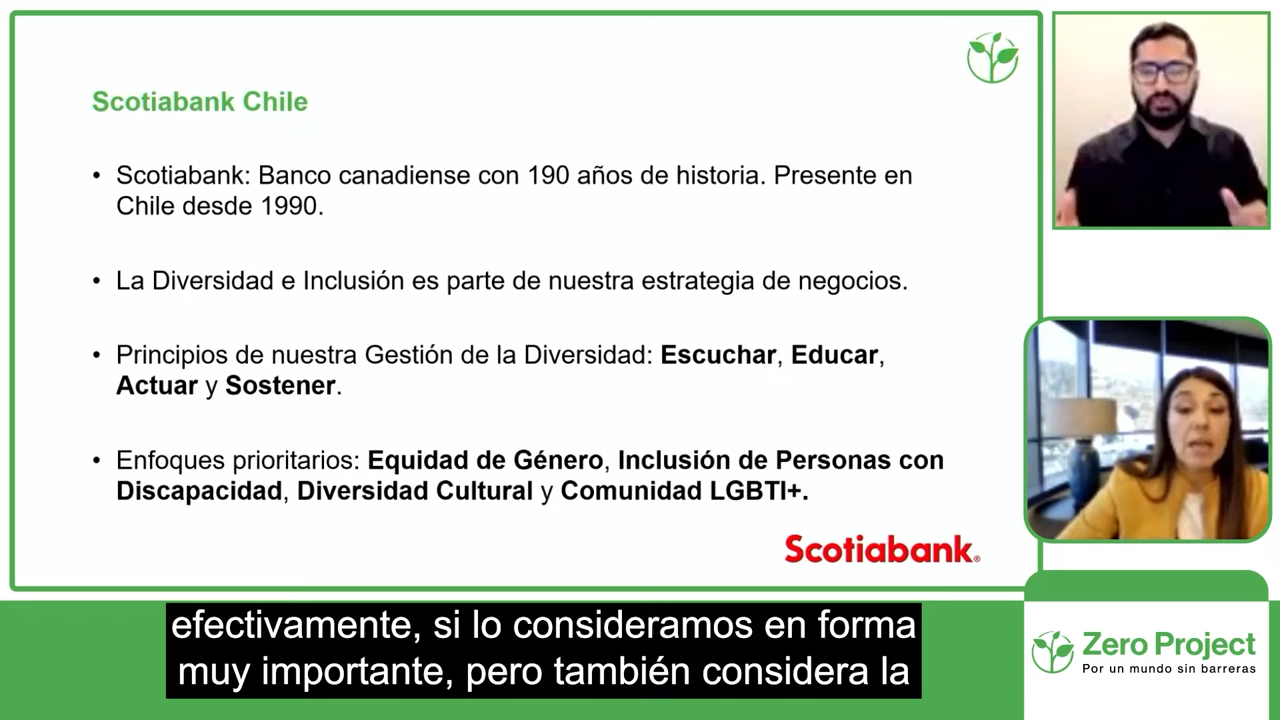 Scotiabank Chile
• Scotiabank: Banco canadiense con 190 años de historia. Presente en
Chile desde 1990.
• La Diversidad e Inclusión es parte de nuestra estrategia de negocios.
• Principios de nuestra Gestión de la Diversidad: Escuchar, Educar,
Actuar y Sostener.
• Enfoques prioritarios: Equidad de Género, Inclusión de Personas con
Discapacidad, Diversidad Cultural y Comunidad LGBTI+.
Scotiabank®
efectivamente, si lo consideramos en forma
muy importante, pero también considera la
Zero Project
Por un mundo sin barreras